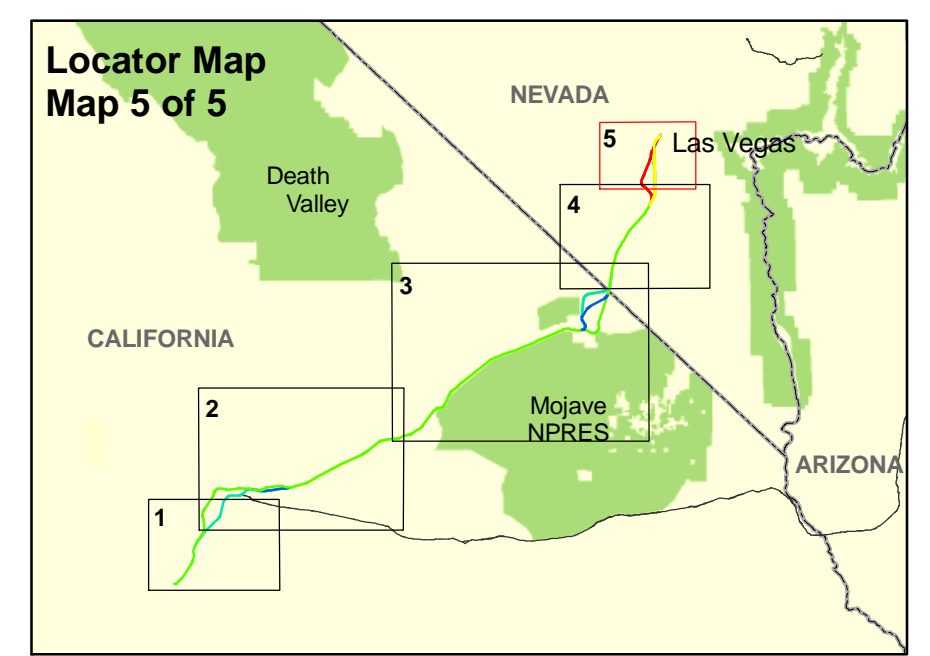 Locator Map
Map 5 of 5
NEVADA
5
Las Vegas
Death
Valley
4
3
CALIFORNIA
2
Mojave
NPRES
ARIZONA
1